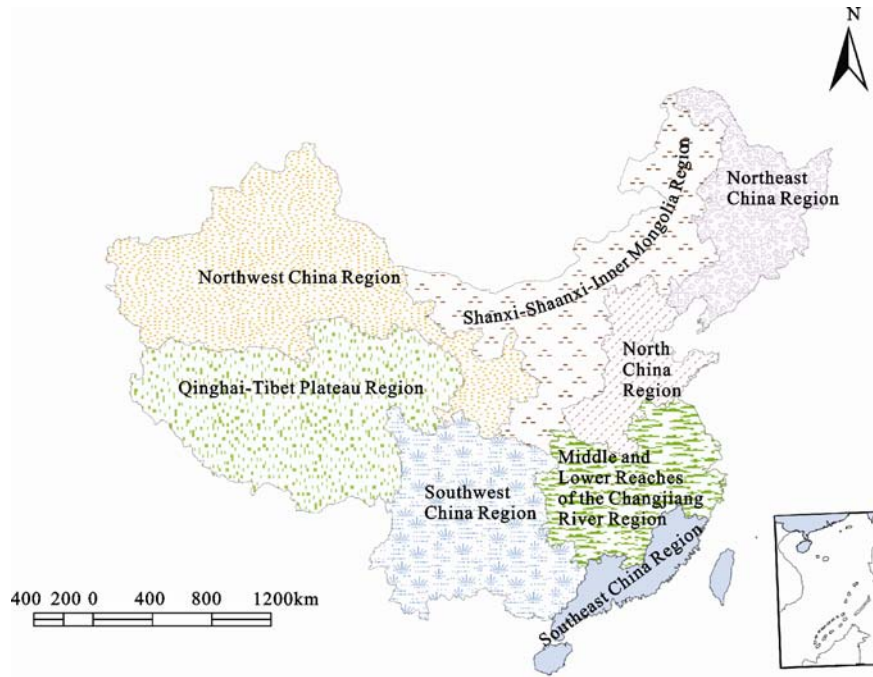 N
Northeast
China Region
Shanxi-Shaanxi-Inner Mongolia Region
Northwest China Region
North
China
Region
Qinghai-Tibet Plateau Region
Middle and
Lower Reaches
of the Changjiang
River Region
Southwest
China Region
Southeast China Region
400 200 0 400 800 1200km